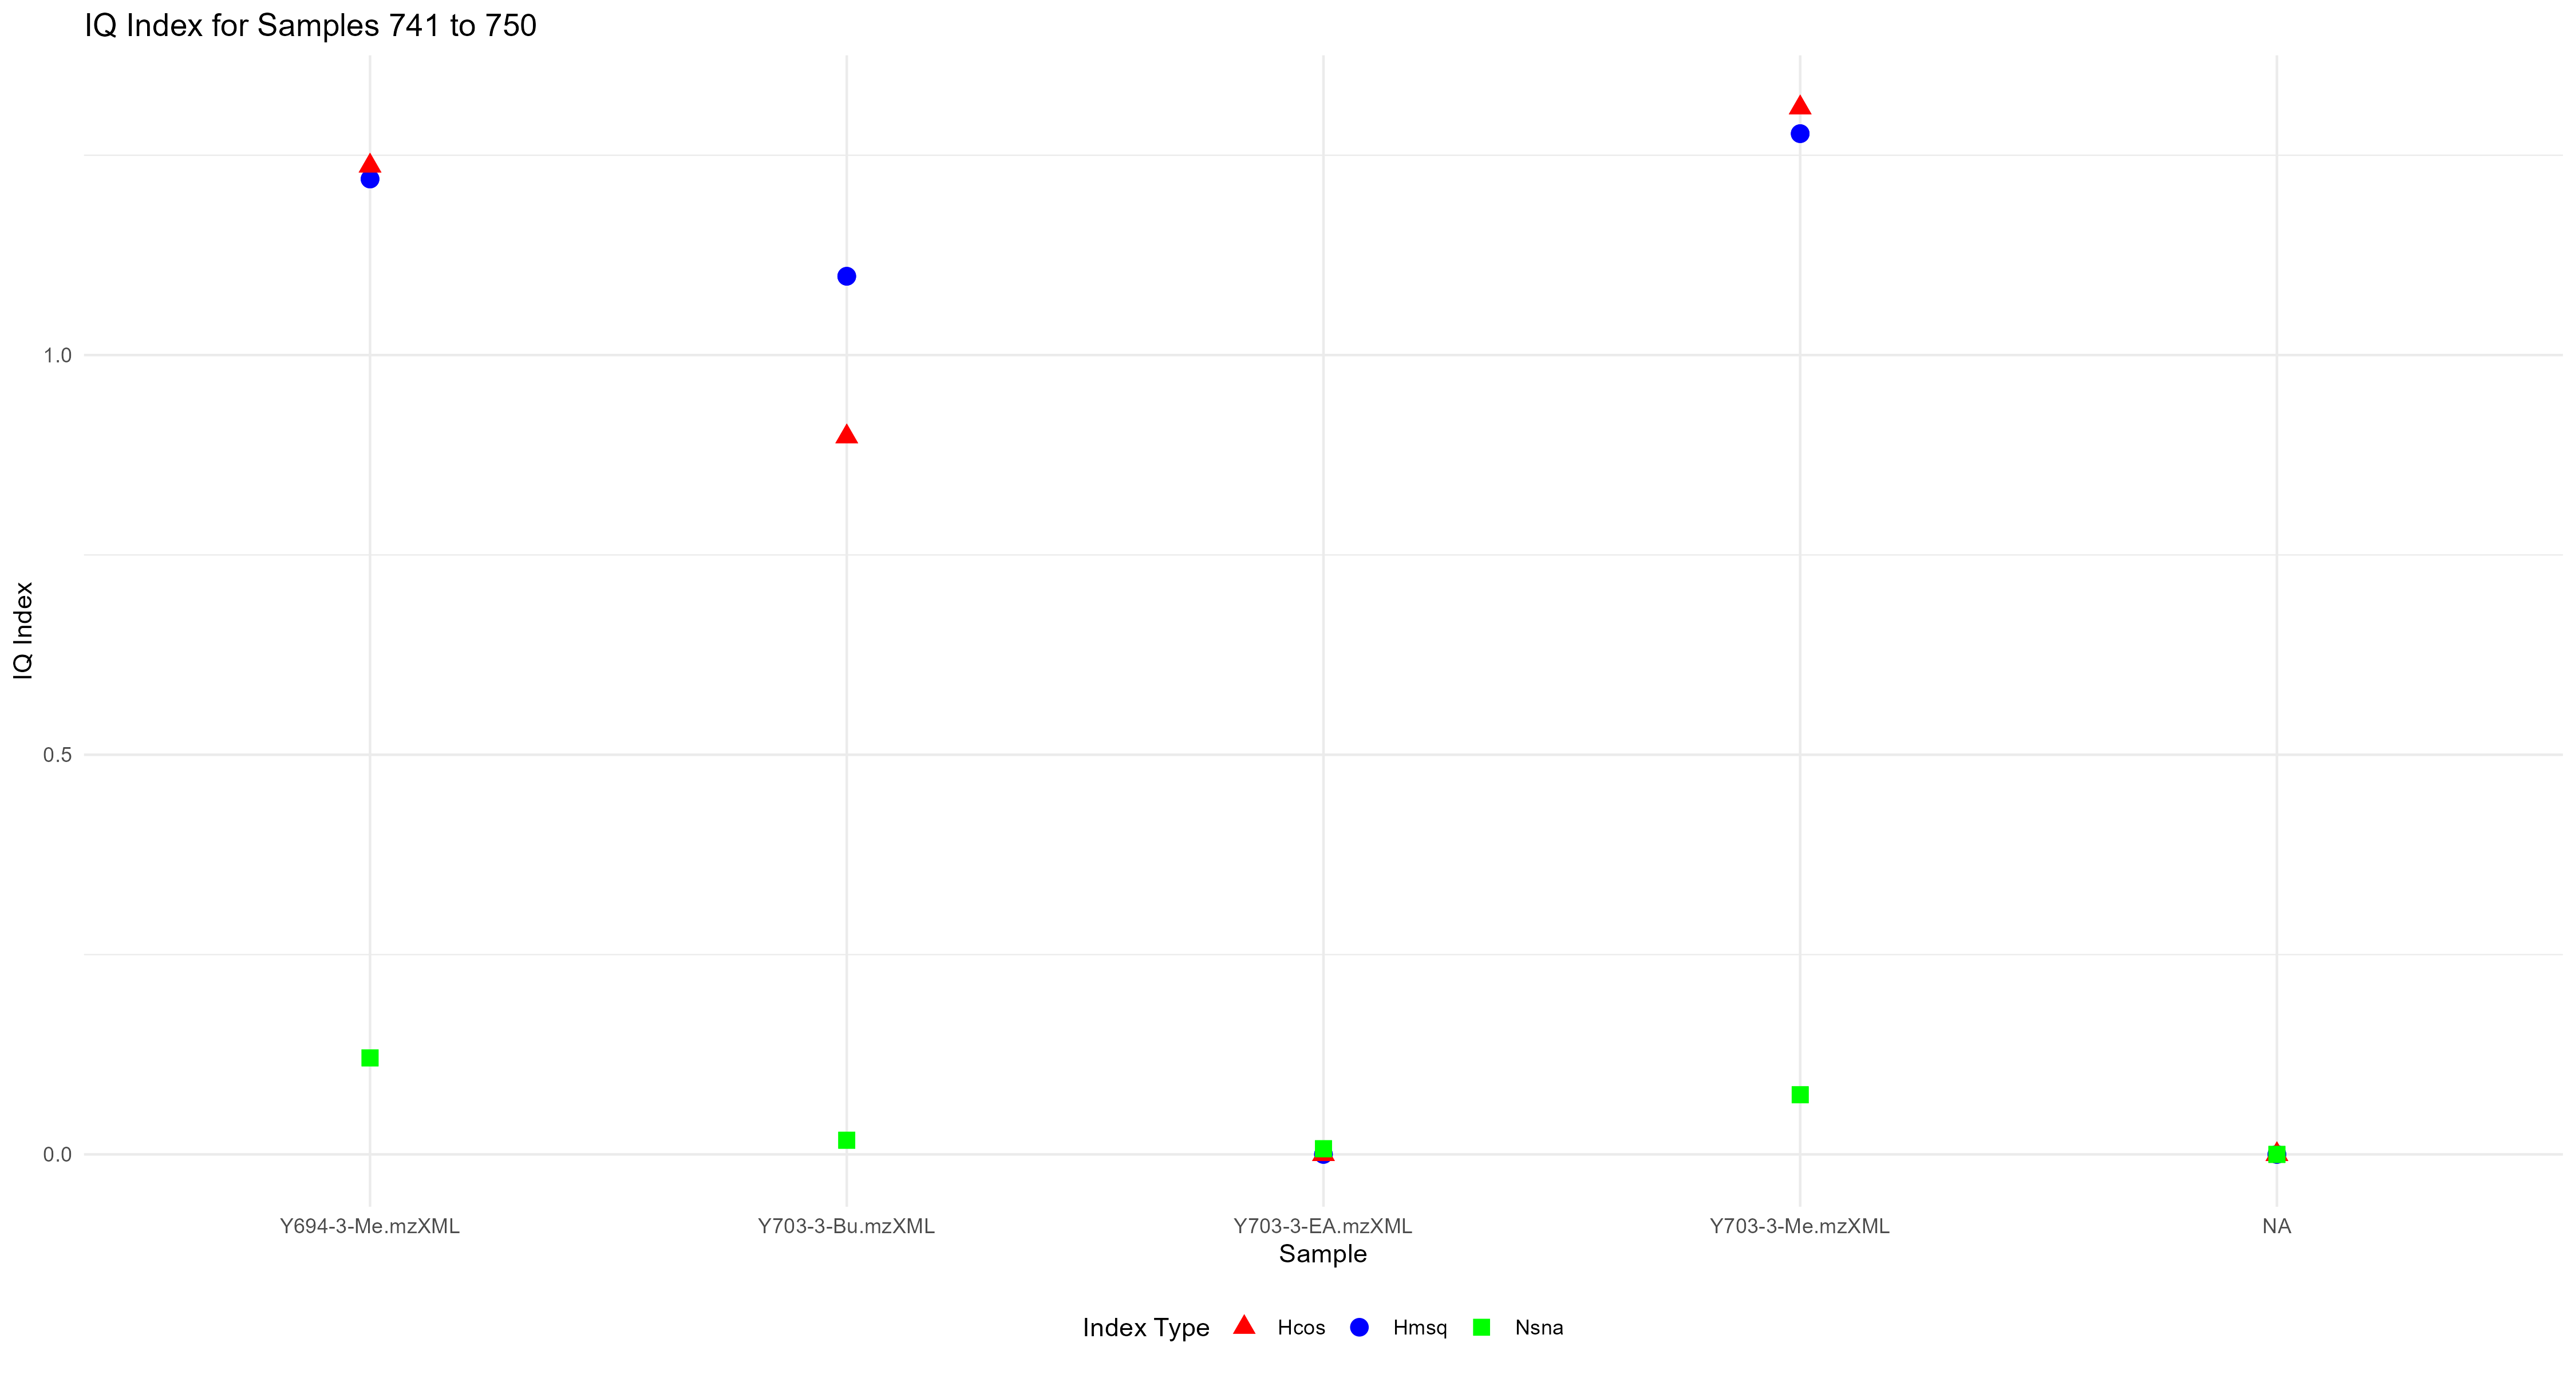 IQ Index for Samples 741 to 750
IQ Index
1.0
0.5
0.0
Y694-3-Me.mzXML Y703-3-Bu.mzXML Y703-3-EA.mzXML Y703-3-Me.mzXML NA
Sample
Index Type Hcos Hmsq Nsna